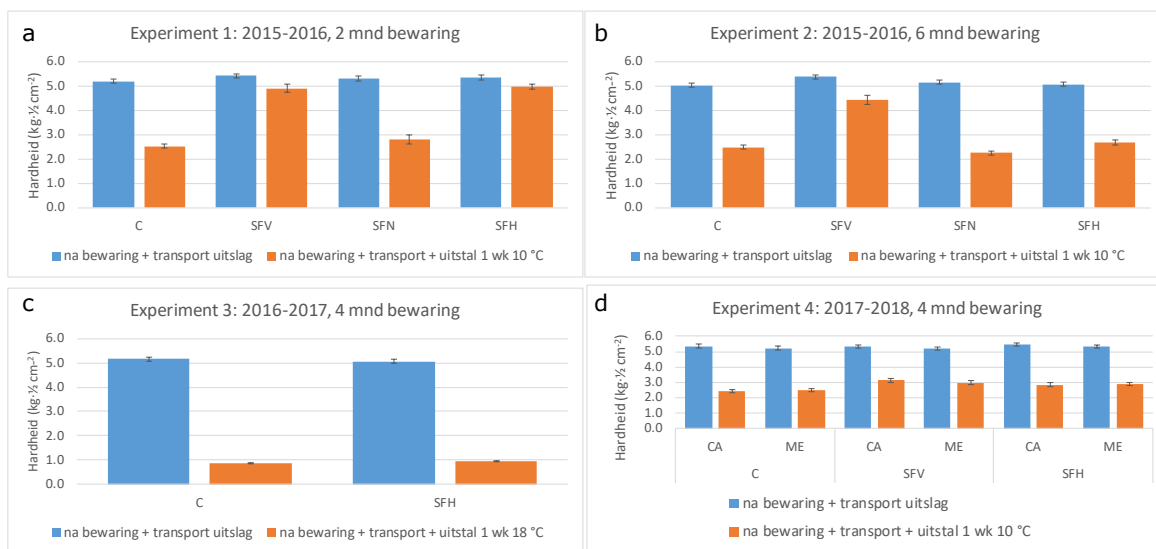 a
Experiment 1: 2015-2016, 2 mnd bewaring
Hardheid (kg·½ cm⁻²)
6.0
5.0
4.0
3.0
2.0
1.0
0.0
C SFV SFN SFH
na bewaring + transport uitslag na bewaring + transport + uitstal 1 wk 10 °C
b
Experiment 2: 2015-2016, 6 mnd bewaring
Hardheid (kg·½ cm⁻²)
6.0
5.0
4.0
3.0
2.0
1.0
0.0
C SFV SFN SFH
na bewaring + transport uitslag na bewaring + transport + uitstal 1 wk 10 °C
c
Experiment 3: 2016-2017, 4 mnd bewaring
Hardheid (kg·½ cm⁻²)
6.0
5.0
4.0
3.0
2.0
1.0
0.0
C SFH
na bewaring + transport uitslag na bewaring + transport + uitstal 1 wk 18 °C
d
Experiment 4: 2017-2018, 4 mnd bewaring
Hardheid (kg·½ cm⁻²)
6.0
5.0
4.0
3.0
2.0
1.0
0.0
CA ME CA ME CA ME
C SFV SFH
na bewaring + transport uitslag
na bewaring + transport + uitstal 1 wk 10 °C